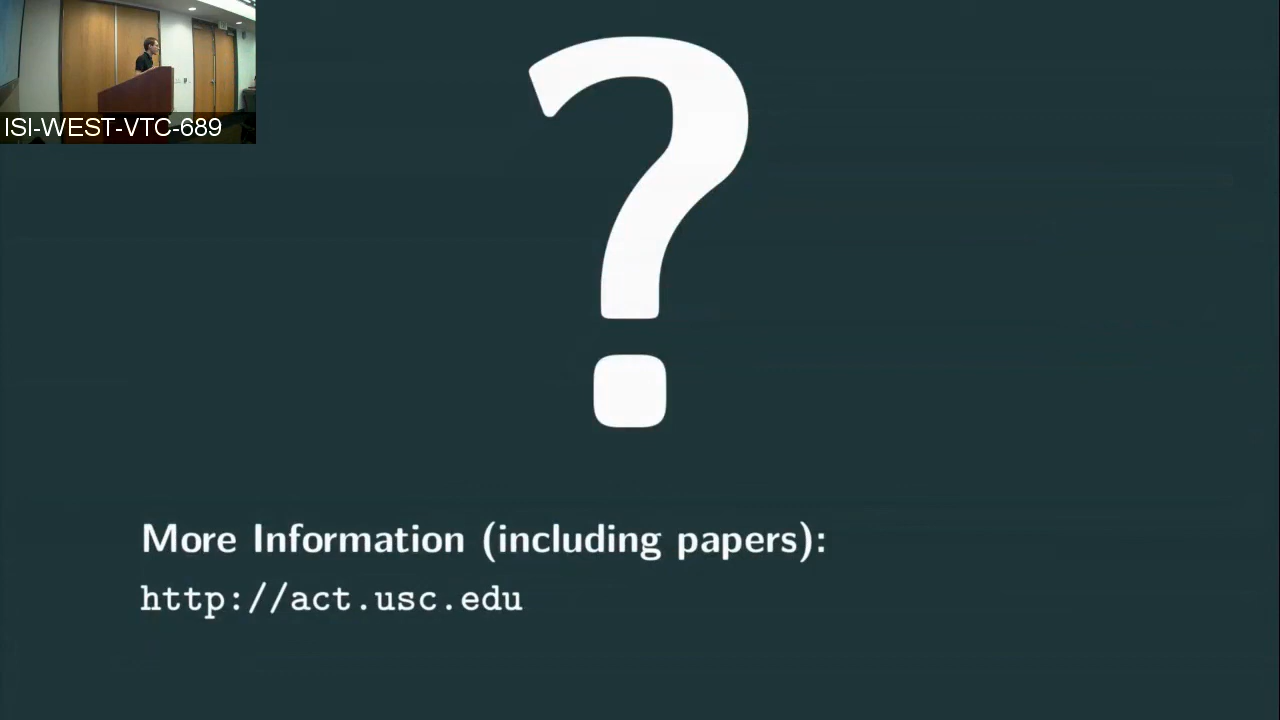 ISI-WEST-VTC-689
?
More Information (including papers):
http://act.usc.edu